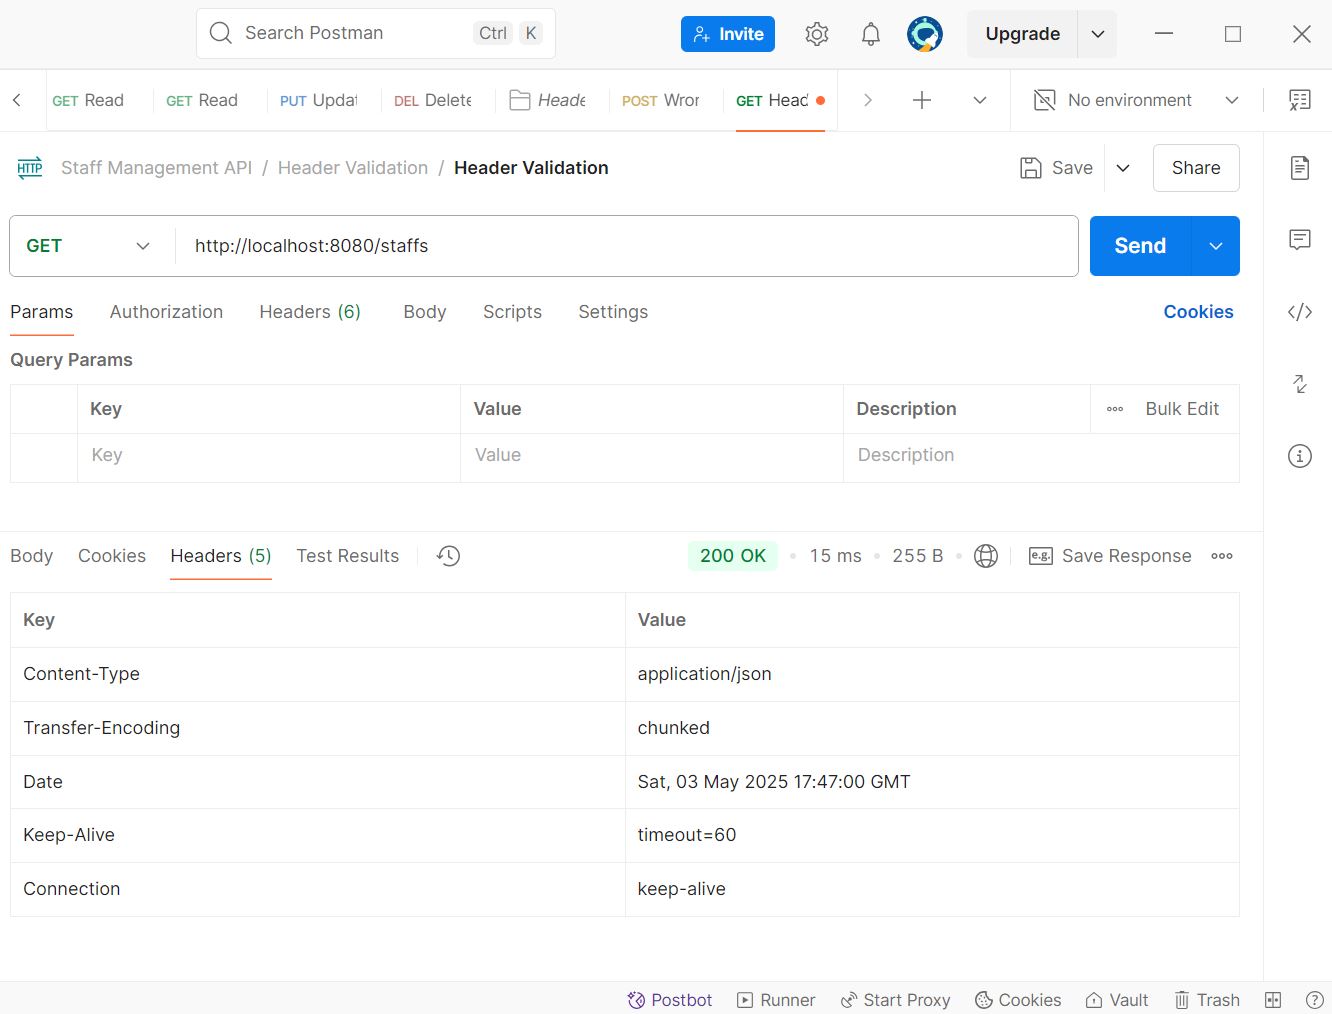 Search Postman Ctrl K Invite Upgrade
GET Read GET Read PUT Updat DEL Delete Heade POST Wror GET Head No environment
HTTP Staff Management API / Header Validation / Header Validation Save Share
GET http://localhost:8080/staffs Send
Params Authorization Headers (6) Body Scripts Settings Cookies
Query Params
Key Value Description Bulk Edit
Key Value Description
Body Cookies Headers (5) Test Results 200 OK 15 ms 255 B e.g. Save Response
Key Value
Content-Type application/json
Transfer-Encoding chunked
Date Sat, 03 May 2025 17:47:00 GMT
Keep-Alive timeout=60
Connection keep-alive
Postbot Runner Start Proxy Cookies Vault Trash